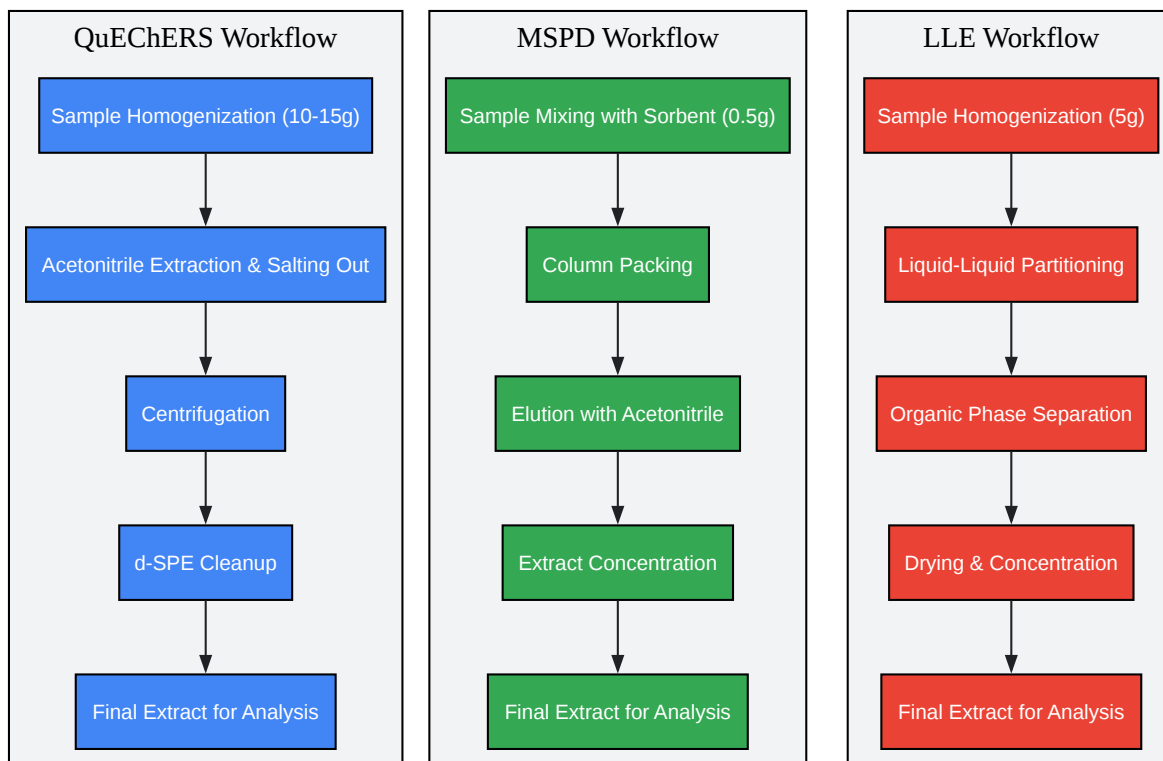 QuEChERS Workflow
Sample Homogenization (10-15g)
Acetonitrile Extraction & Salting Out
Centrifugation
d-SPE Cleanup
Final Extract for Analysis
MSPD Workflow
Sample Mixing with Sorbent (0.5g)
Column Packing
Elution with Acetonitrile
Extract Concentration
Final Extract for Analysis
LLE Workflow
Sample Homogenization (5g)
Liquid-Liquid Partitioning
Organic Phase Separation
Drying & Concentration
Final Extract for Analysis